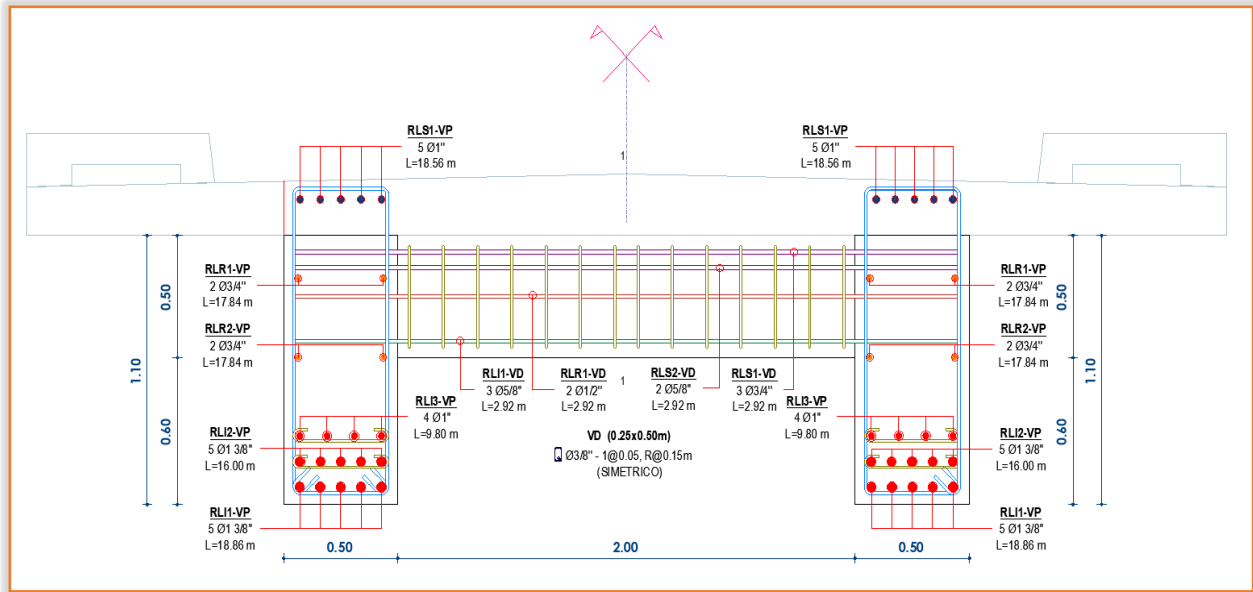 RLS1-VP
5 Ø1"
L=18.56 m
RLS1-VP
5 Ø1"
L=18.56 m
1
RLR1-VP
2 Ø3/4"
L=17.84 m
RLR2-VP
2 Ø3/4"
L=17.84 m
0.50
1.10
0.60
RLR1-VP
2 Ø3/4"
L=17.84 m
RLR2-VP
2 Ø3/4"
L=17.84 m
0.50
1.10
0.60
RLI3-VP
4 Ø1"
L=9.80 m
RLI1-VD
3 Ø5/8"
L=2.92 m
RLR1-VD
2 Ø1/2"
L=2.92 m
1
RLS2-VD
2 Ø5/8"
L=2.92 m
RLS1-VD
3 Ø3/4"
L=2.92 m
RLI3-VP
4 Ø1"
L=9.80 m
RLI2-VP
5 Ø1 3/8"
L=16.00 m
VD (0.25x0.50m)
Ø3/8" - 1@0.05, R@0.15m
(SIMETRICO)
RLI2-VP
5 Ø1 3/8"
L=16.00 m
RLI1-VP
5 Ø1 3/8"
L=18.86 m
RLI1-VP
5 Ø1 3/8"
L=18.86 m
0.50
2.00
0.50